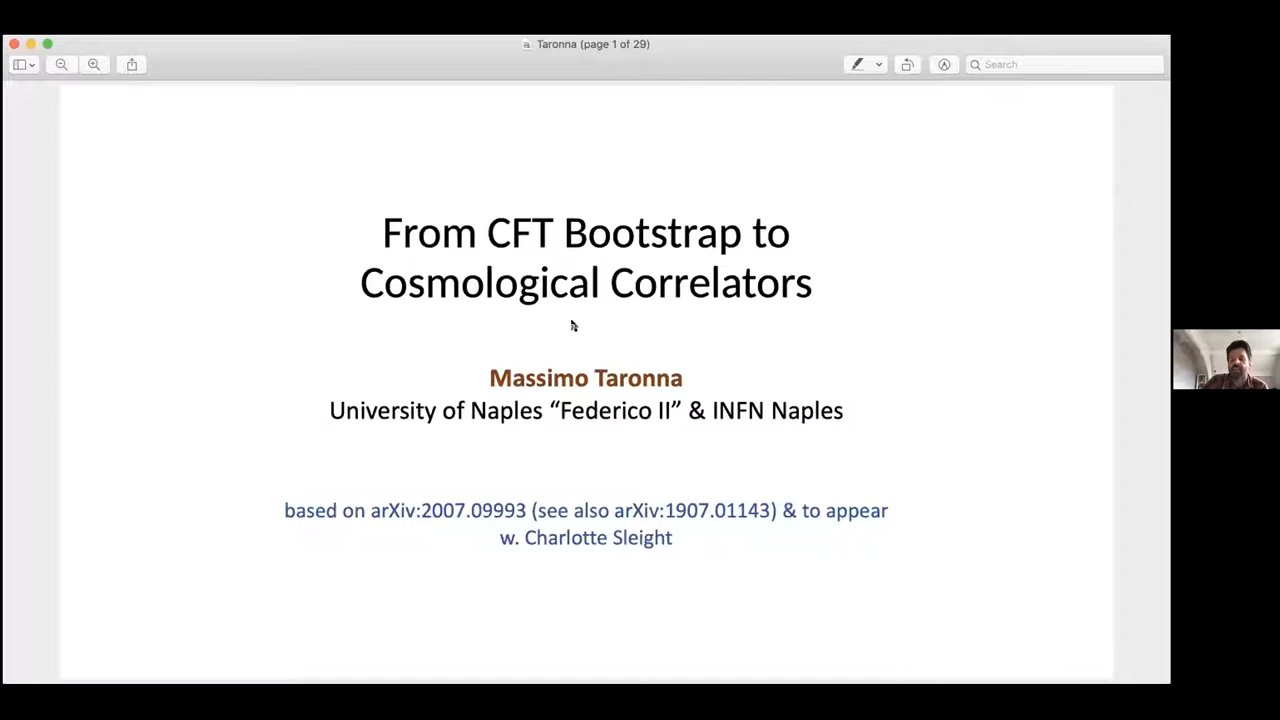 Taronna (page 1 of 29)
Search
From CFT Bootstrap to
Cosmological Correlators
Massimo Taronna
University of Naples “Federico II” & INFN Naples
based on arXiv:2007.09993 (see also arXiv:1907.01143) & to appear
w. Charlotte Sleight